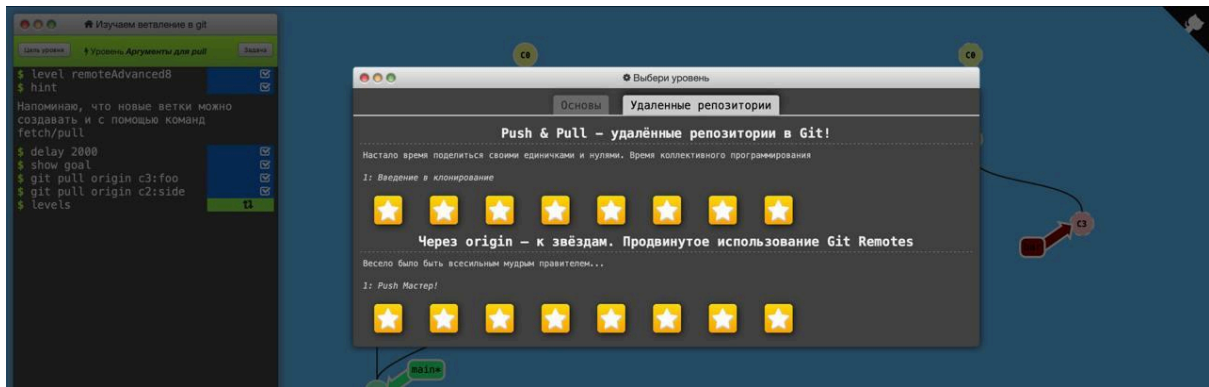 Изучаем ветвление в git
Цель уровня
Уровень Аргументы для pull
Задача
$ level remoteAdvanced8
$ hint
Напоминаю, что новые ветки можно
создавать и с помощью команд
fetch/pull
$ delay 2000
$ show goal
$ git pull origin c3:foo
$ git pull origin c2:side
$ levels
C0
C0
Выбери уровень
Основы
Удаленные репозитории
Push & Pull – удалённые репозитории в Git!
Настало время поделиться своими единичками и нулями. Время коллективного программирования
1: Введение в клонирование
Через origin – к звёздам. Продвинутое использование Git Remotes
Весело было быть всесильным мудрым правителем...
1: Push Мастер!
C3
main*